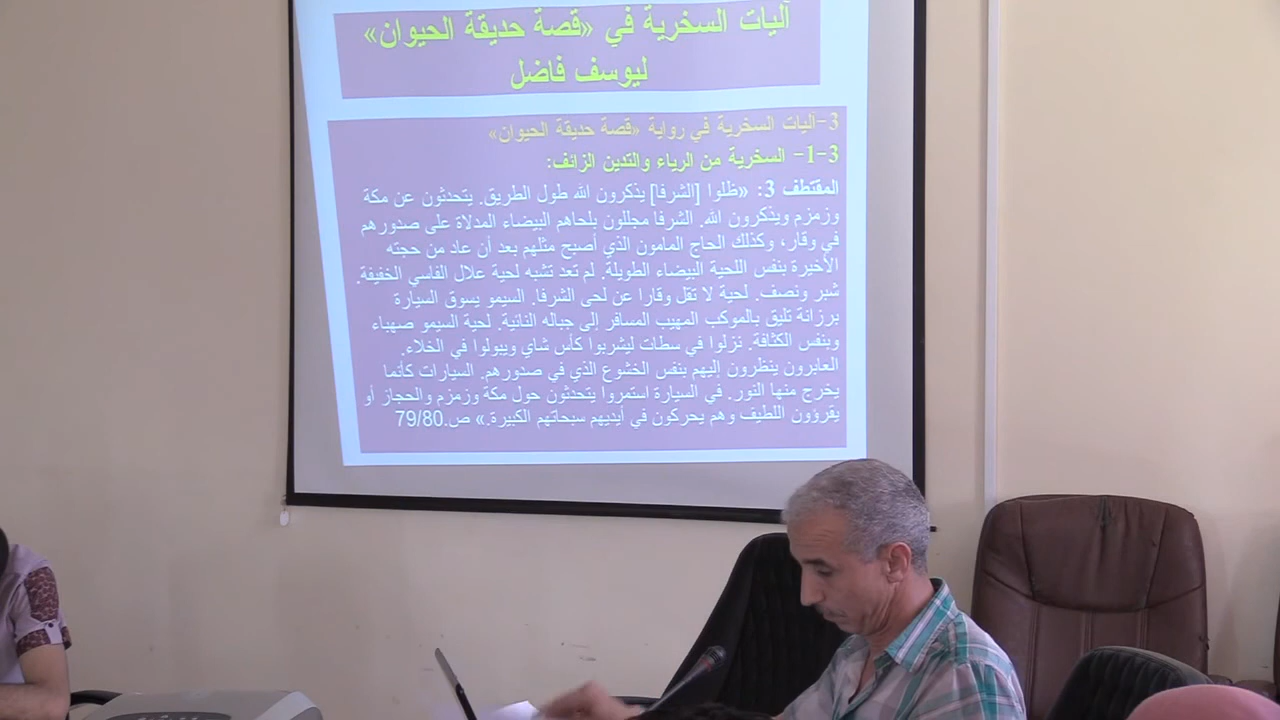 آليات السخرية في «قصة حديقة الحيوان»
ليوسف فاضل
3-آليات السخرية في رواية «قصة حديقة الحيوان»
3-1- السخرية من الرياء والتدين الزائف:
المقتطف 3: «ظلوا [الشرفا] يذكرون الله طول الطريق. يتحدثون عن مكة
وزمزم ويذكرون الله. الشرفا مجللون بلحاهم البيضاء المدلاة على صدورهم
في وقار، وكذلك الحاج المامون الذي أصبح مثلهم بعد أن عاد من حجته
الأخيرة بنفس اللحية البيضاء الطويلة. لم تعد تشبه لحية علال الفاسي الخفيفة.
شبر ونصف. لحية لا تقل وقارا عن لحى الشرفا. السيمو يسوق السيارة
برزانة تليق بالموكب المهيب المسافر إلى جباله النائية. لحية السيمو صهباء
وبنفس الكثافة. نزلوا في سطات ليشربوا كأس شاي ويبولوا في الخلاء.
العابرون ينظرون إليهم بنفس الخشوع الذي في صدورهم. السيارات كأنما
يخرج منها النور. في السيارة استمروا يتحدثون حول مكة وزمزم والحجاز أو
يقرؤون اللطيف وهم يحركون في أيديهم سبحاتهم الكبيرة.» ص.79/80